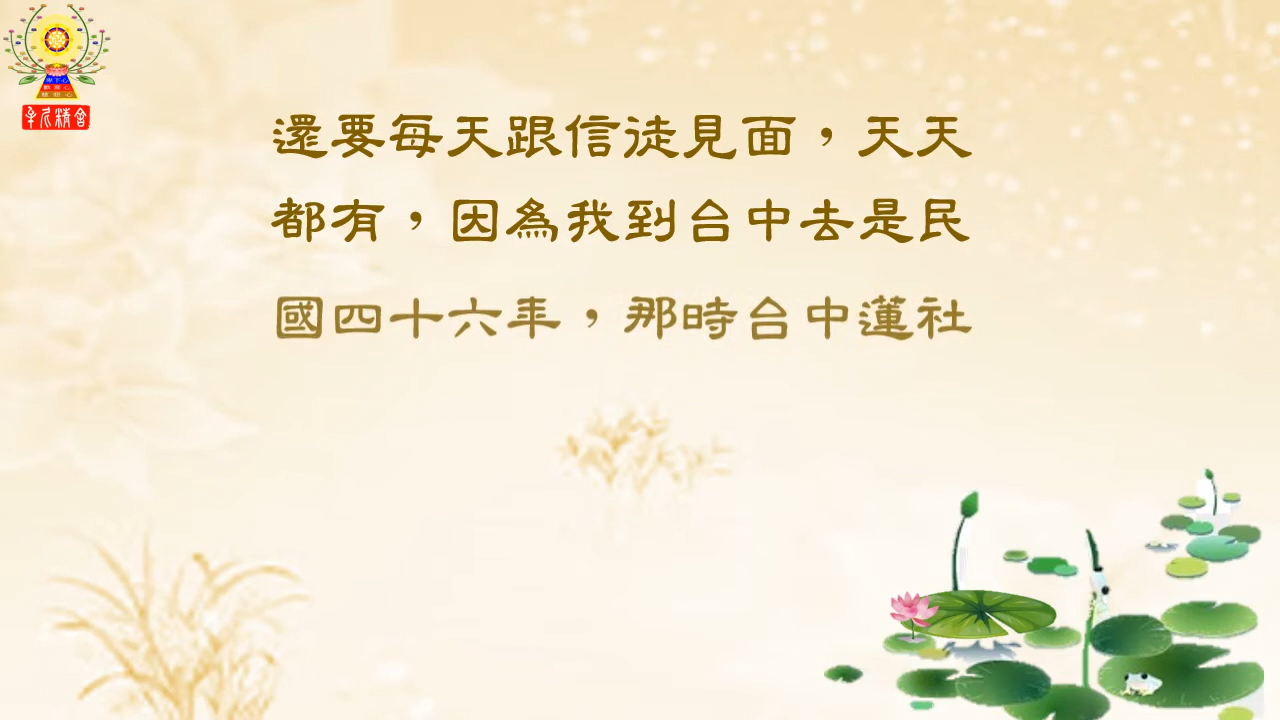 還要每天跟信徒見面，天天
都有，因為我到台中去是民
國四十六年，那時台中蓮社